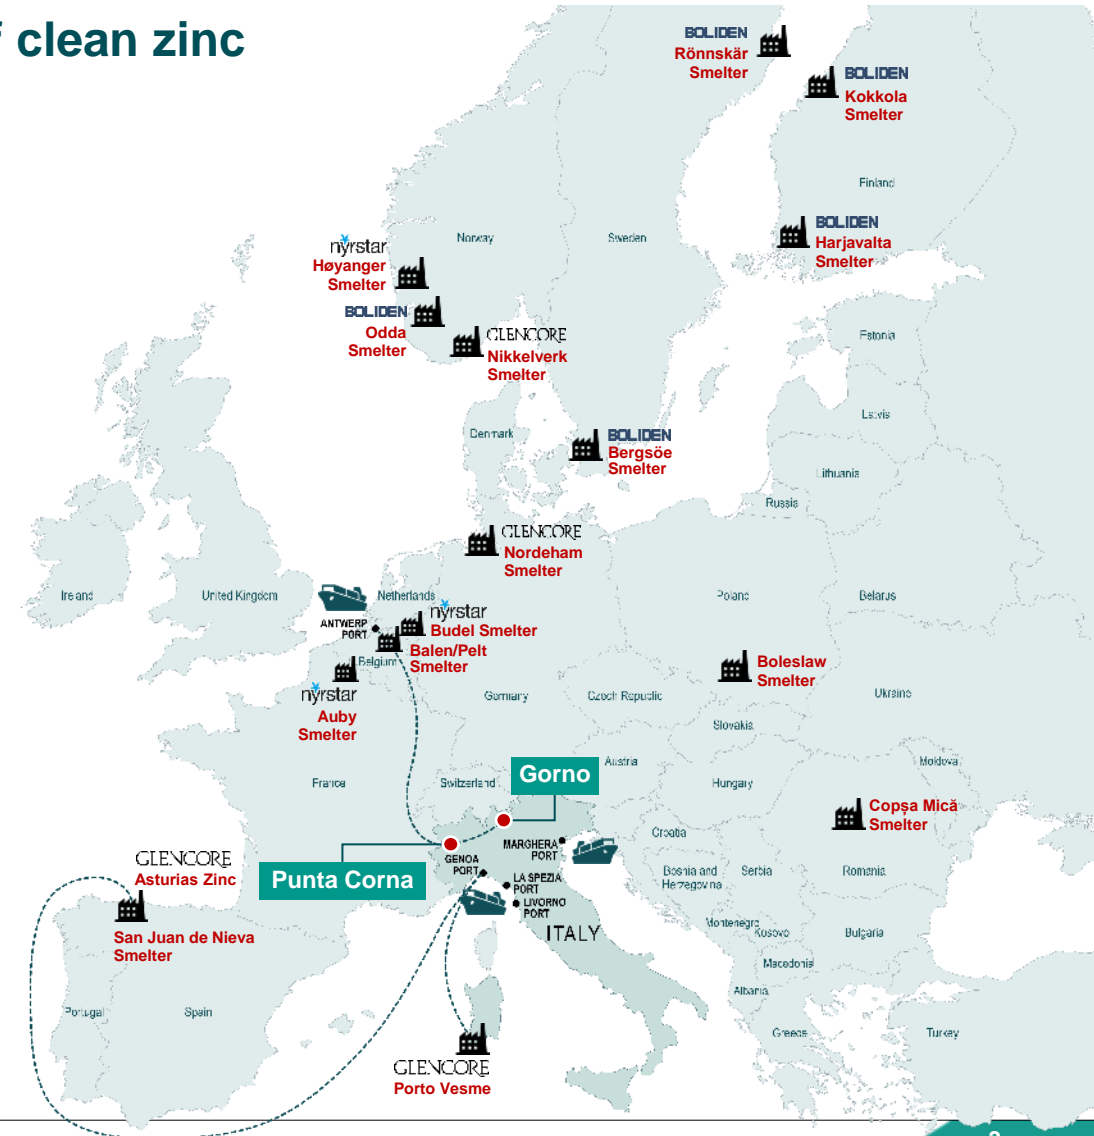 clean zinc
BOLIDEN
Rönnskär
Smelter
BOLIDEN
Kokkola
Smelter
Finland
BOLIDEN
Harjavalta
Smelter
Norway
Sweden
nyrstar
Høyanger
Smelter
BOLIDEN
Odda
Smelter
GLENCORE
Nikkelverk
Smelter
Estonia
Latvia
Denmark
BOLIDEN
Bergsöe
Smelter
Lithuania
Russia
GLENCORE
Nordeham
Smelter
Ireland
United Kingdom
Netherlands
Poland
Belarus
nyrstar
Budel Smelter
ANTWERP
PORT
Balen/Pelt
Smelter
Belgium
nyrstar
Auby
Smelter
Boleslaw
Smelter
Germany
Czech Republic
Ukraine
Slovakia
France
Switzerland
Gorno
Austria
Hungary
Moldova
Copșa Mică
Smelter
Croatia
MARGHERA
PORT
GENOA
PORT
Punta Corna
GLENCORE
Asturias Zinc
LA SPEZIA
PORT
LIVORNO
PORT
Bosnia and
Herzegovina
Serbia
Romania
ITALY
San Juan de Nieva
Smelter
Montenegro
Kosovo
Bulgaria
Macedonia
Albania
Portugal
Spain
Greece
Turkey
GLENCORE
Porto Vesme